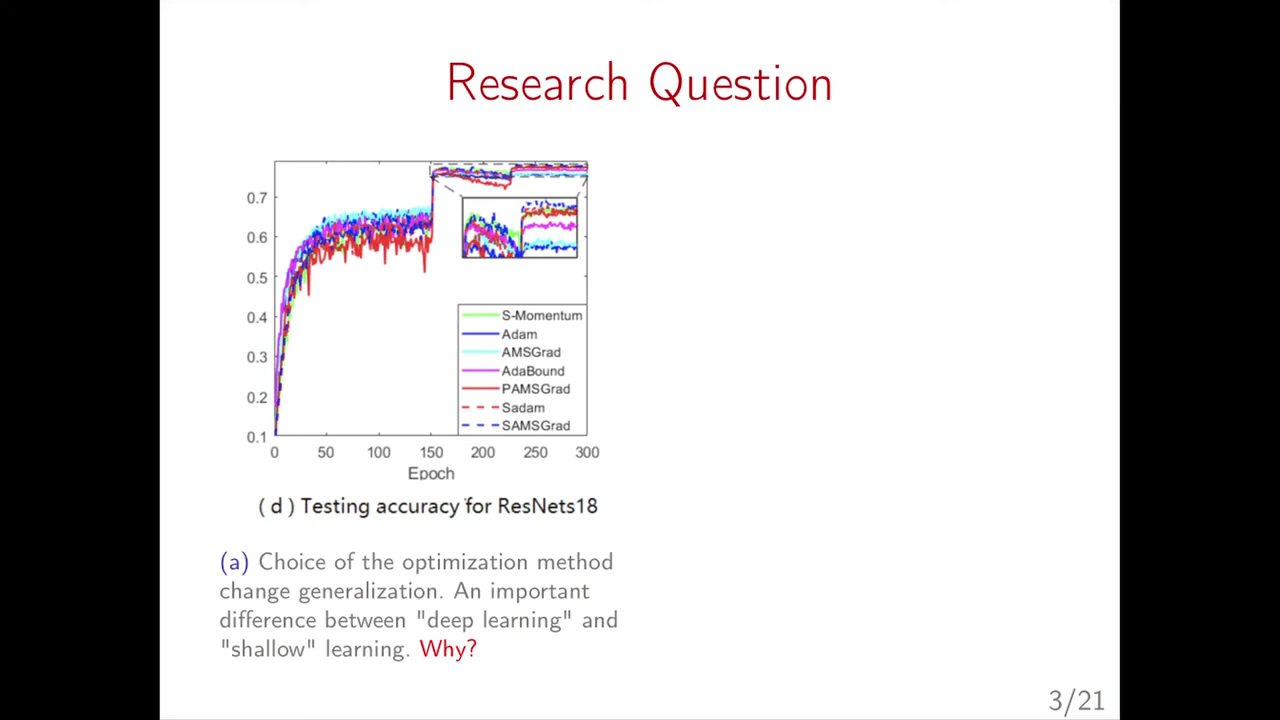 Research Question
0.7
0.6
0.5
0.4
0.3
0.2
0.1
S-Momentum
Adam
AMSGrad
AdaBound
PAMSGrad
Sadam
SAMSGrad
0 50 100 150 200 250 300
Epoch
( d ) Testing accuracy for ResNets18
(a) Choice of the optimization method
change generalization. An important
difference between "deep learning" and
"shallow" learning. Why?
3/21